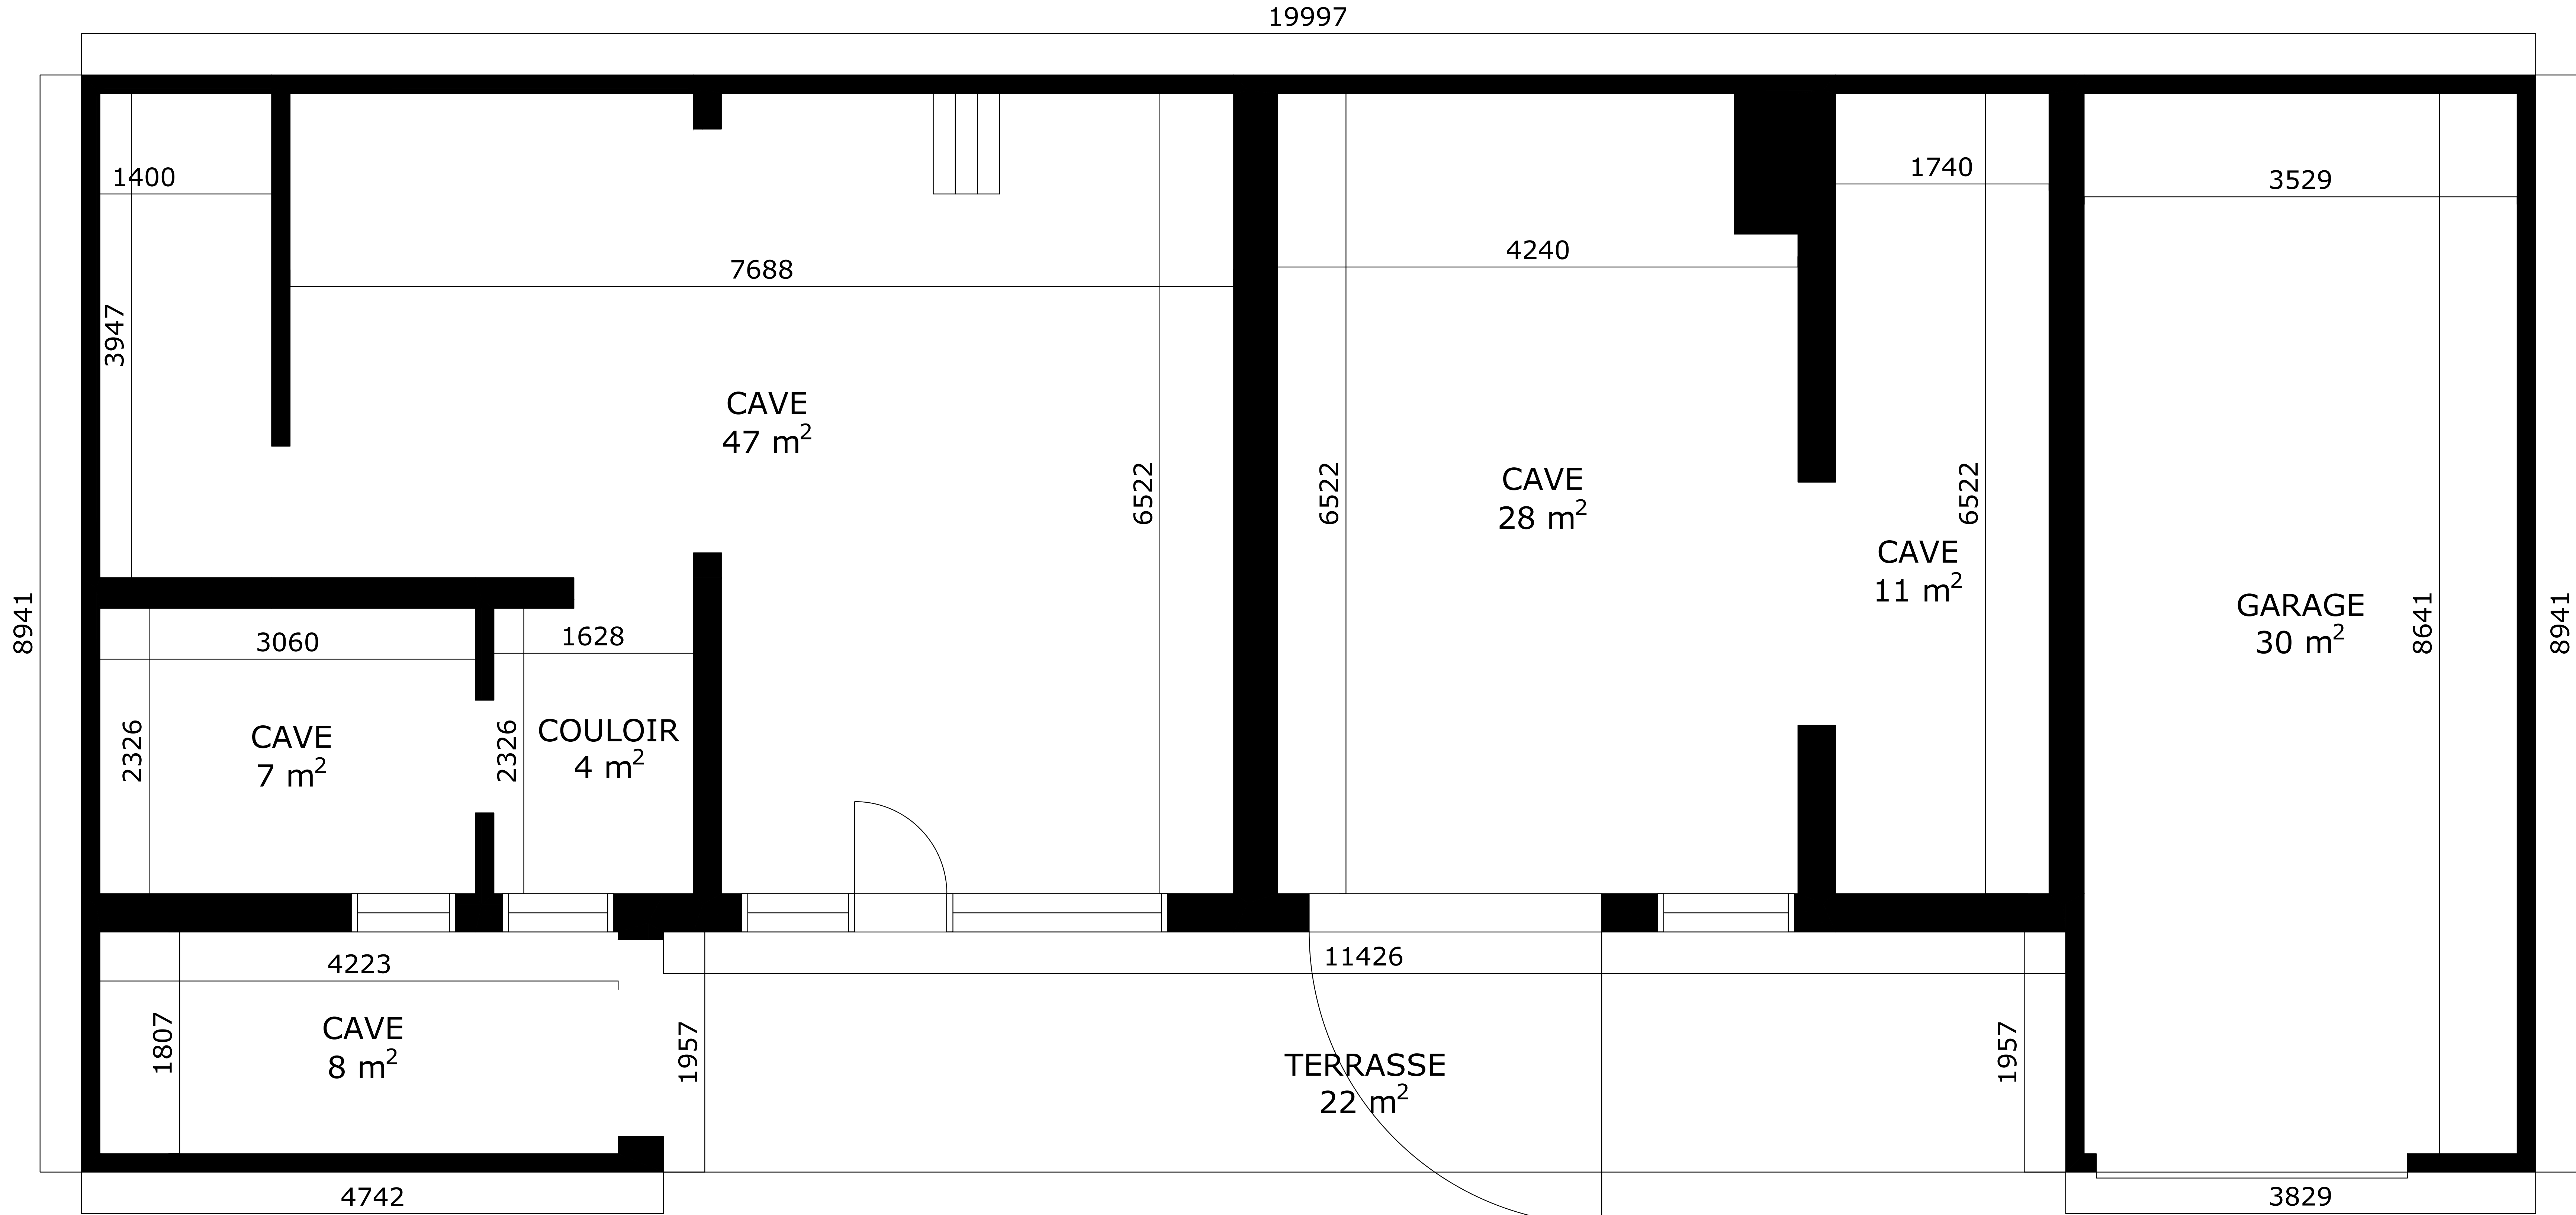 19997
1400
1740
3529
4240
7688
3947
CAVE
47 m²
6522
6522
CAVE
28 m²
6522
CAVE
11 m²
8941
GARAGE
30 m²
8641
8941
3060
1628
2326
CAVE
7 m²
2326
COULOIR
4 m²
4223
11426
1807
CAVE
8 m²
1957
TERRASSE
22 m²
1957
4742
3829